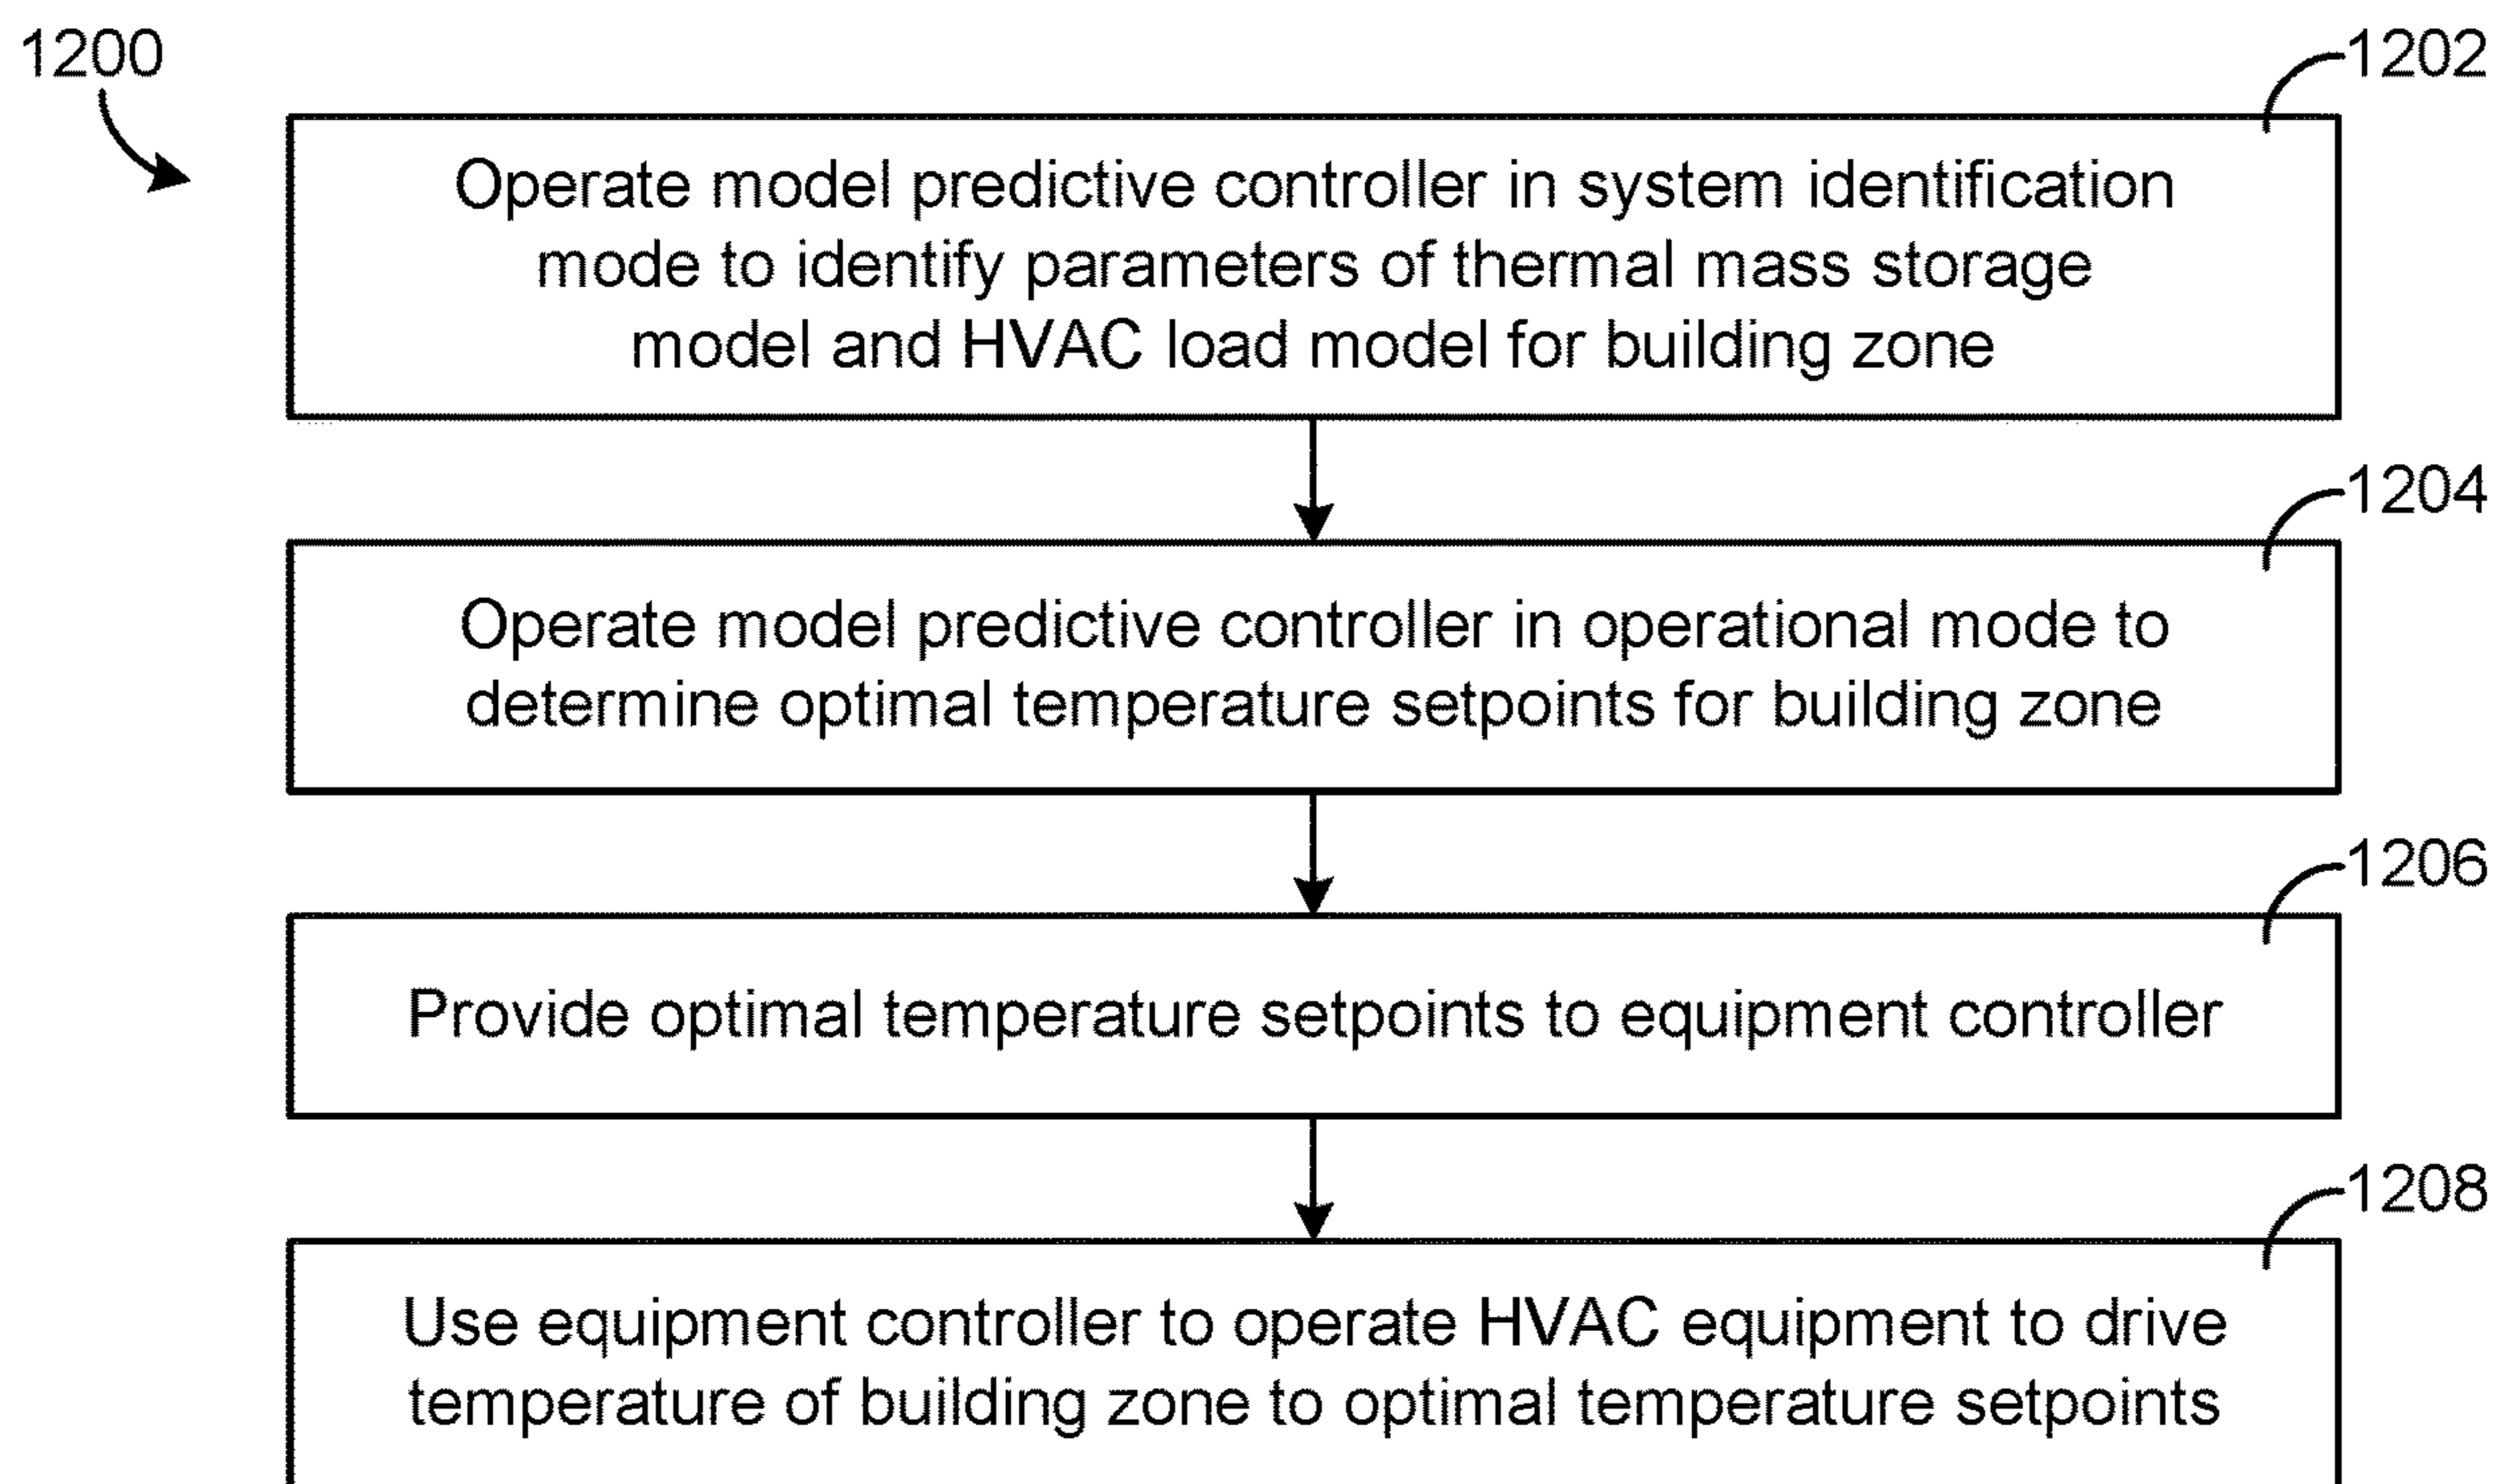 1200
1202
Operate model predictive controller in system identification
mode to identify parameters of thermal mass storage
model and HVAC load model for building zone
1204
Operate model predictive controller in operational mode to
determine optimal temperature setpoints for building zone
1206
Provide optimal temperature setpoints to equipment controller
1208
Use equipment controller to operate HVAC equipment to drive
temperature of building zone to optimal temperature setpoints